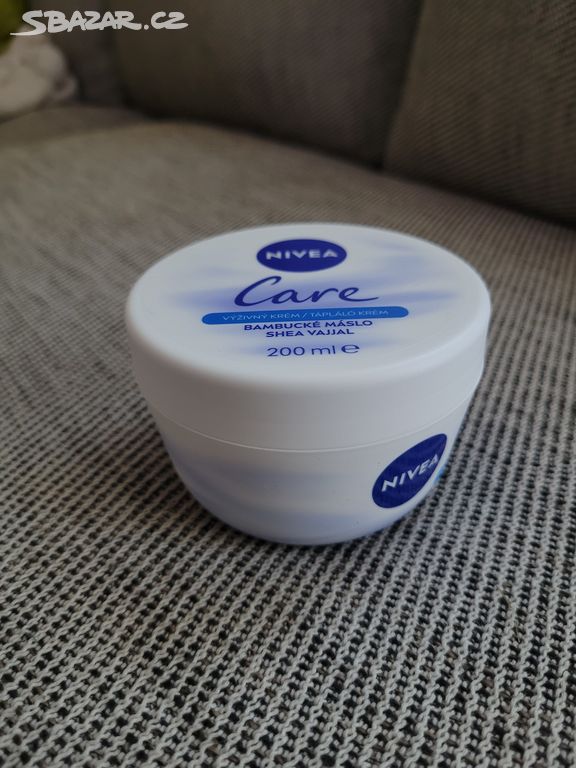 SBAZAR.CZ
NIVEA
Care
VÝŽIVNÝ KRÉM / TÁPLÁLÓ KRÉM
BAMBUCKÉ MÁSLO
SHEA VAJJAL
200 ml e
NIVEA